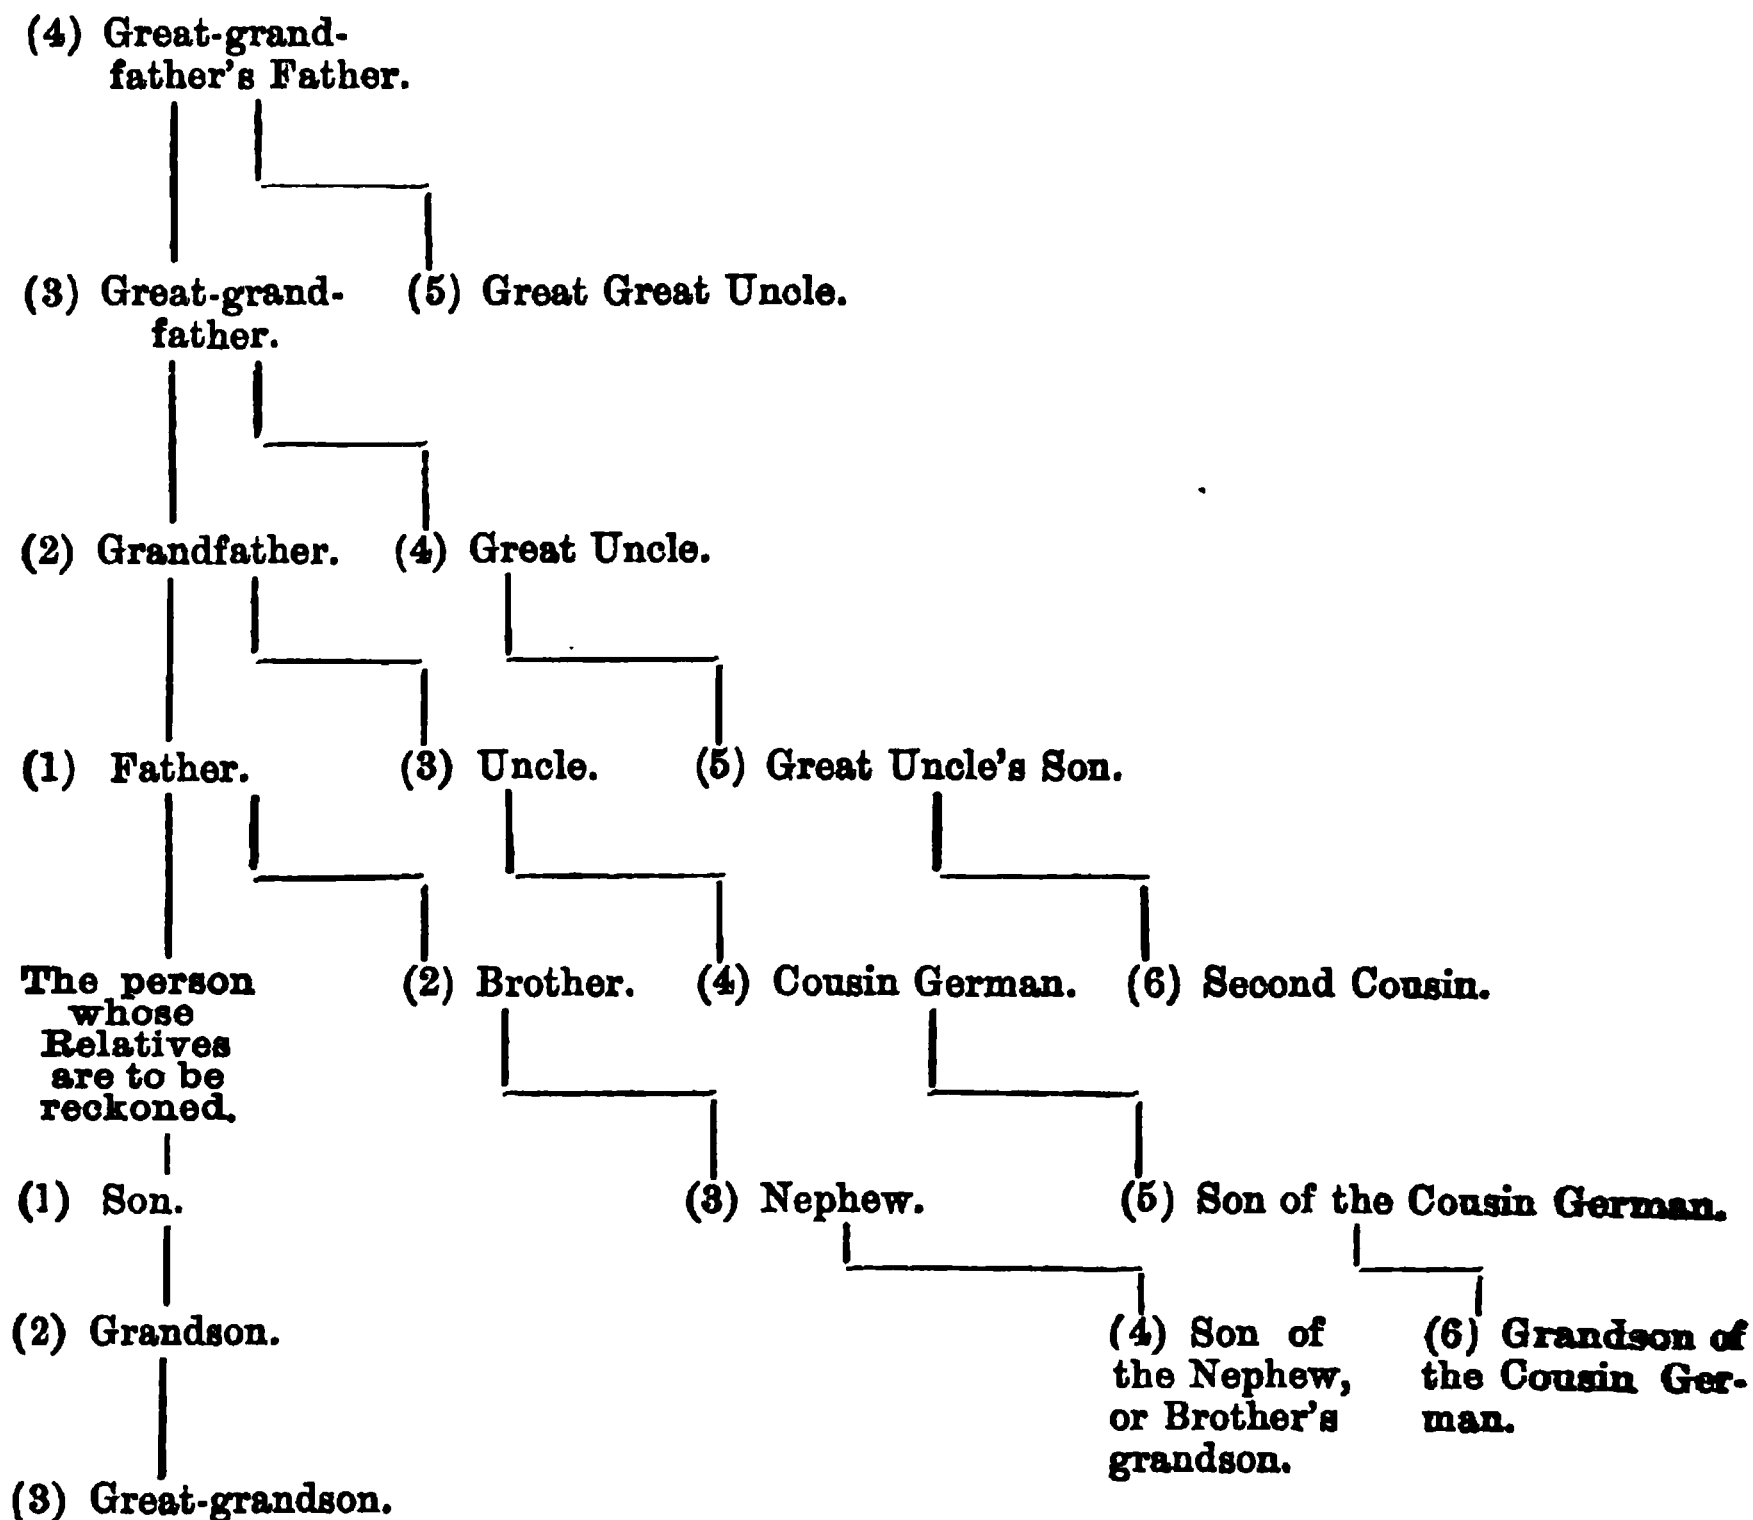 (4) Great-grand-
father's Father.
(3) Great-grand-
father.
(5) Great Great Uncle.
(2) Grandfather.
(4) Great Uncle.
(1) Father.
(3) Uncle.
(5) Great Uncle's Son.
The person
whose
Relatives
are to be
reckoned.
(2) Brother.
(4) Cousin German.
(6) Second Cousin.
(1) Son.
(3) Nephew.
(5) Son of the Cousin German.
(2) Grandson.
(4) Son of
the Nephew,
or Brother's
grandson.
(6) Grandson of
the Cousin Ger-
man.
(3) Great-grandson.